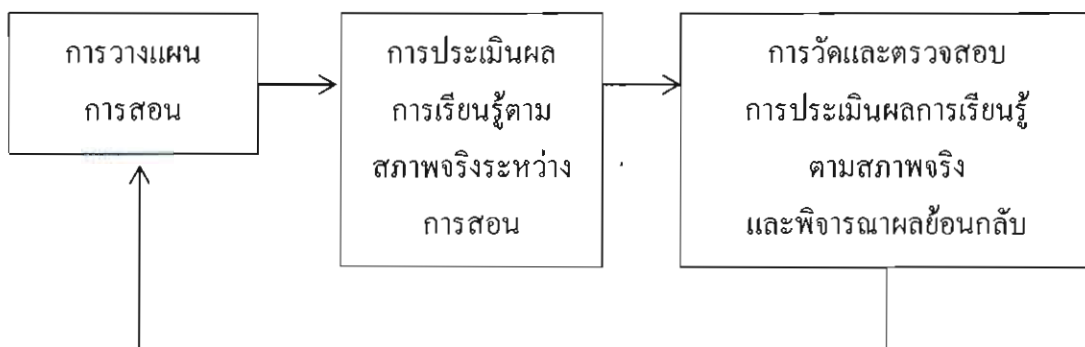 การวางแผน
การสอน
การประเมินผล
การเรียนรู้ตาม
สภาพจริงระหว่าง
การสอน
การวัดและตรวจสอบ
การประเมินผลการเรียนรู้
ตามสภาพจริง
และพิจารณาผลย้อนกลับ